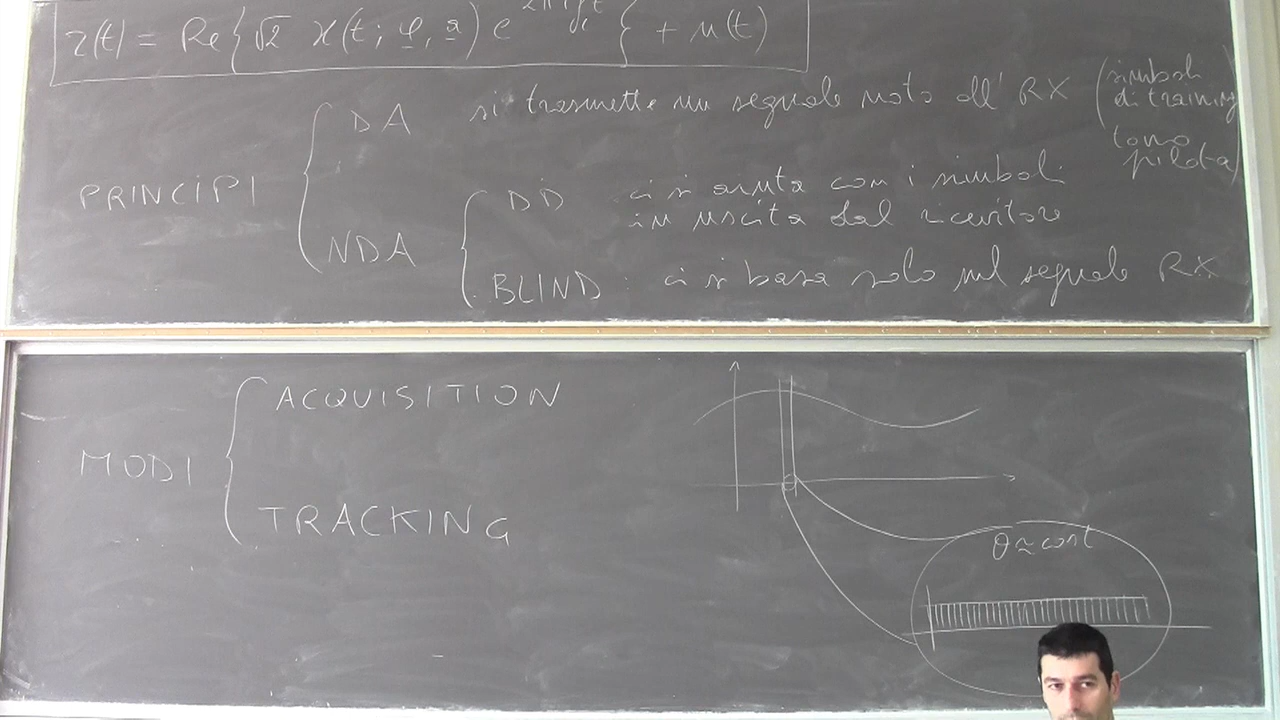 r(t) = Re{√2 x(t; φ, a) e } + n(t)
DA si trasmette un segnale noto all' RX (simboli
di training
tono
pilota)
PRINCIPI
DD ci si aiuta con i simboli
in uscita dal ricevitore
NDA
BLIND: ci si basa solo sul segnale RX
ACQUISITION
MODI
TRACKING
θ ≃ cost